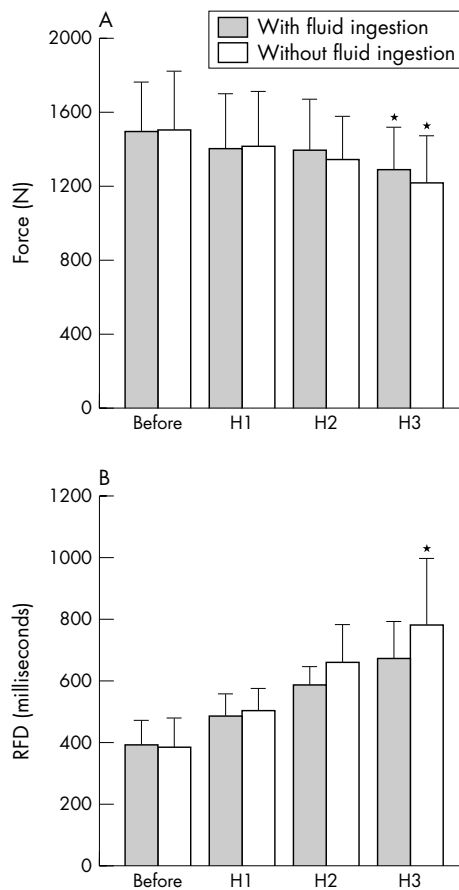 A
With fluid ingestion
Without fluid ingestion
2000
1600
1200
800
400
0
Force (N)
★
★
Before
H1
H2
H3
B
1200
1000
800
600
400
200
0
RFD (milliseconds)
★
Before
H1
H2
H3